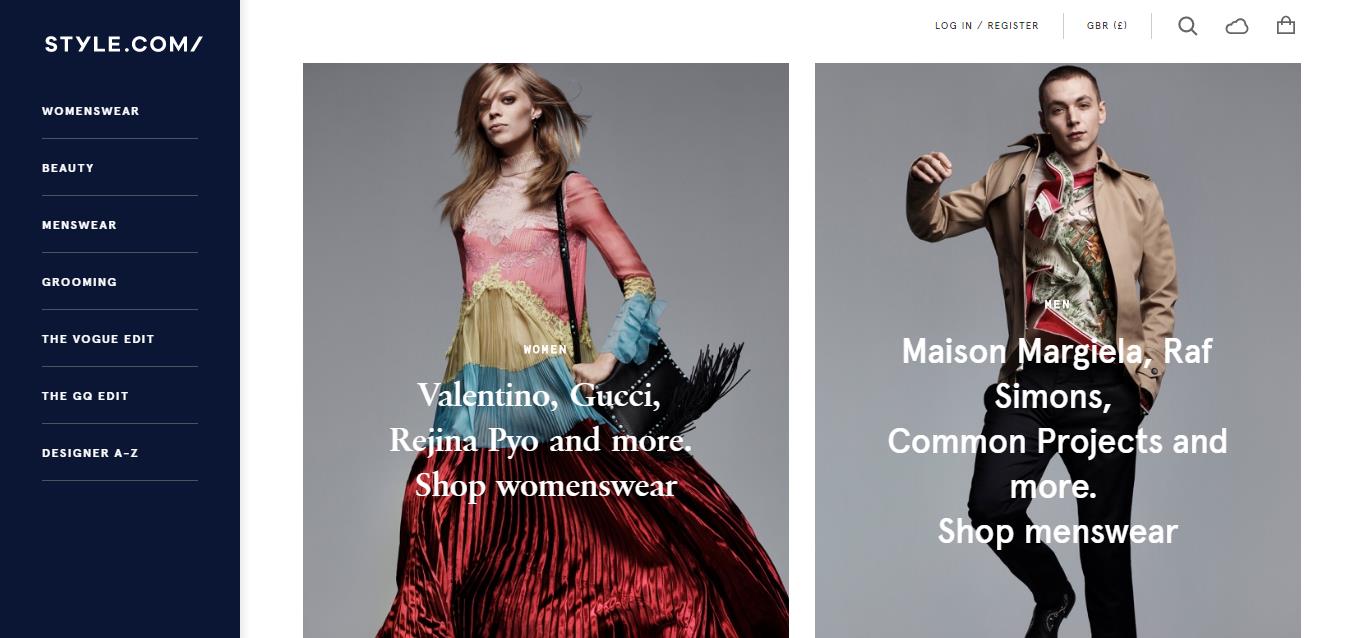 STYLE.COM/
WOMENSWEAR
BEAUTY
MENSWEAR
GROOMING
THE VOGUE EDIT
THE GQ EDIT
DESIGNER A-Z
LOG IN / REGISTER
GBR (£)
WOMEN
Valentino, Gucci,
Rejina Pyo and more.
Shop womenswear
MEN
Maison Margiela, Raf
Simons,
Common Projects and
more.
Shop menswear